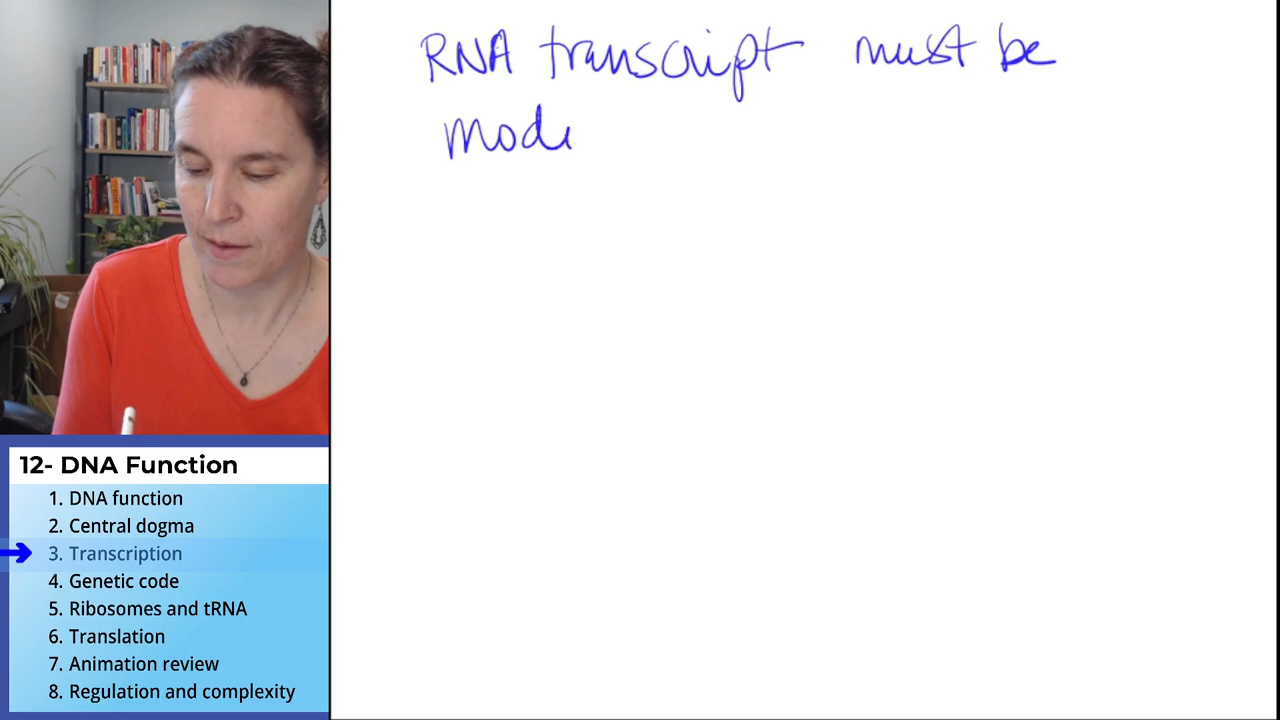 RNA transcript must be
modi
12- DNA Function
1. DNA function
2. Central dogma
3. Transcription
4. Genetic code
5. Ribosomes and tRNA
6. Translation
7. Animation review
8. Regulation and complexity